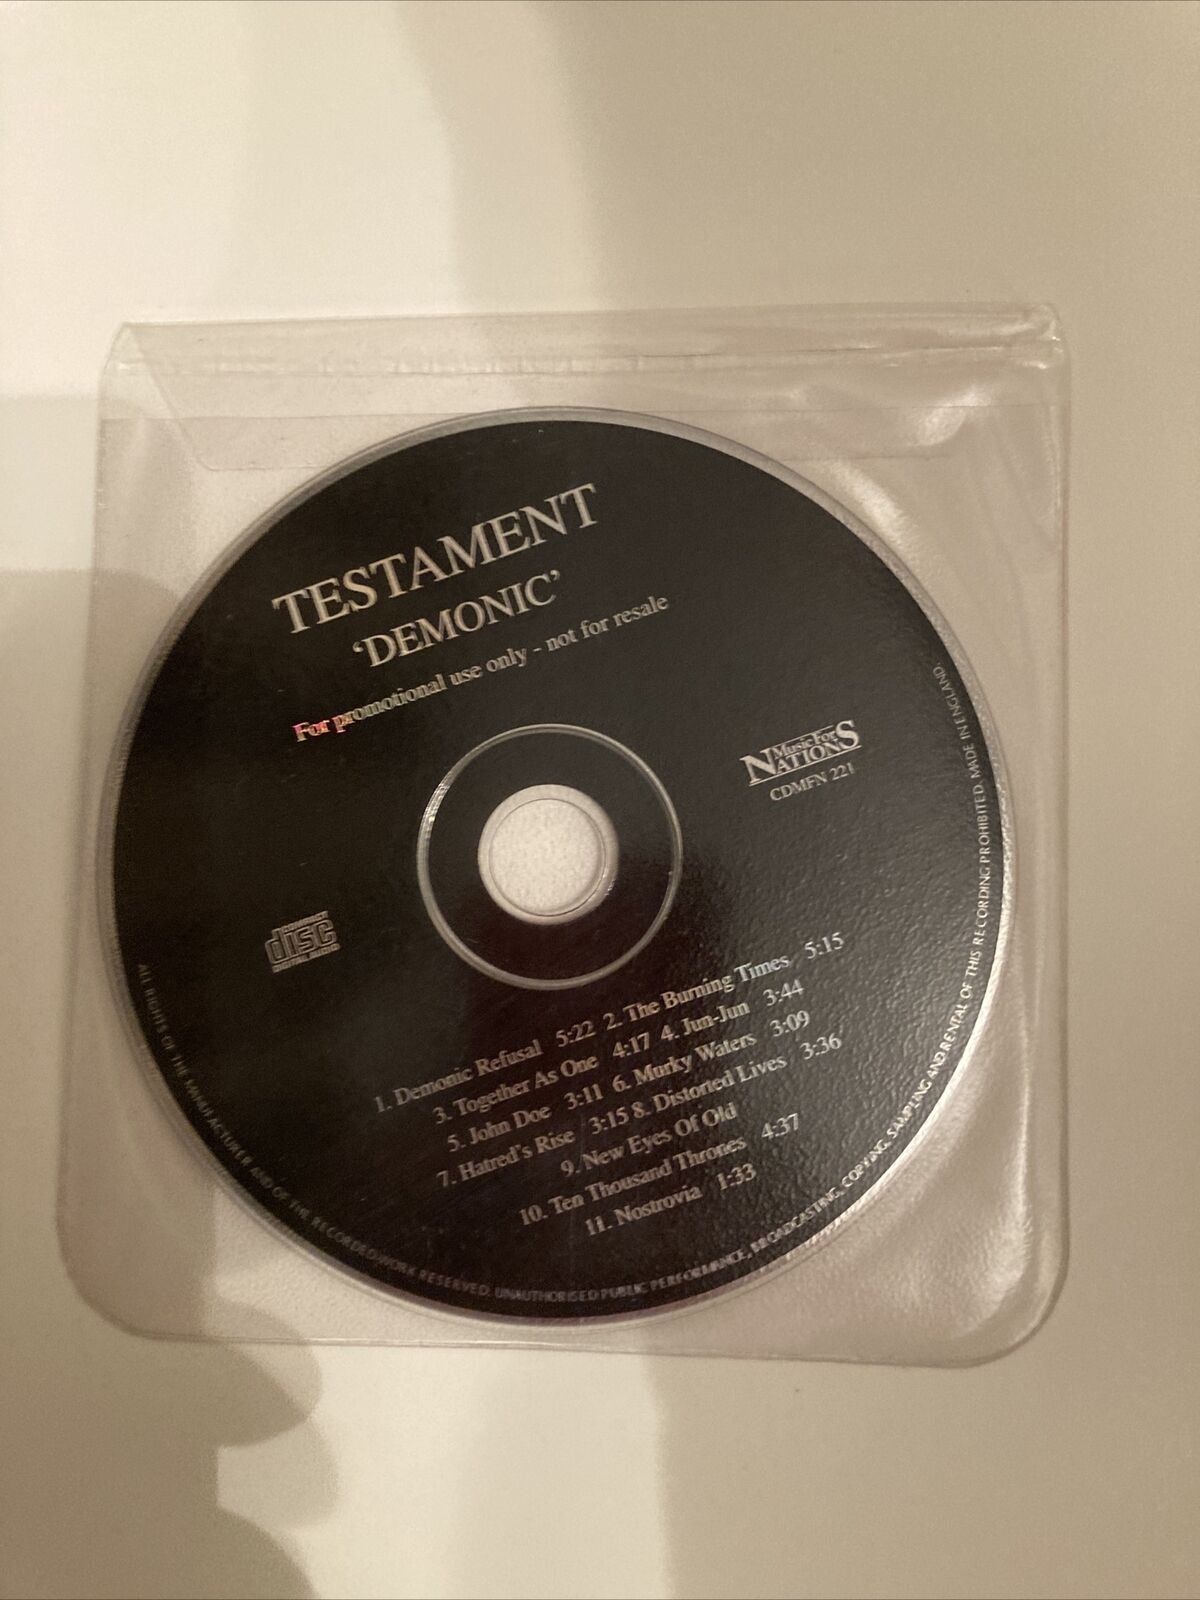 TESTAMENT
'DEMONIC'
For promotional use only - not for resale
Music For
NATIONS
CDMFN 221
COMPACT
disc
DIGITAL AUDIO
1. Demonic Refusal 5:22 2. The Burning Times 5:15
3. Together As One 4:17 4. Jun-Jun 3:44
5. John Doe 3:11 6. Murky Waters 3:09
7. Hatred's Rise 3:15 8. Distorted Lives 3:36
9. New Eyes Of Old
10. Ten Thousand Thrones 4:37
11. Nostrovia 1:33
ALL RIGHTS OF THE MANUFACTURER AND OF THE RECORDED WORK RESERVED. UNAUTHORISED PUBLIC PERFORMANCE, BROADCASTING, COPYING, SAMPLING AND RENTAL OF THIS RECORDING PROHIBITED. MADE IN ENGLAND.